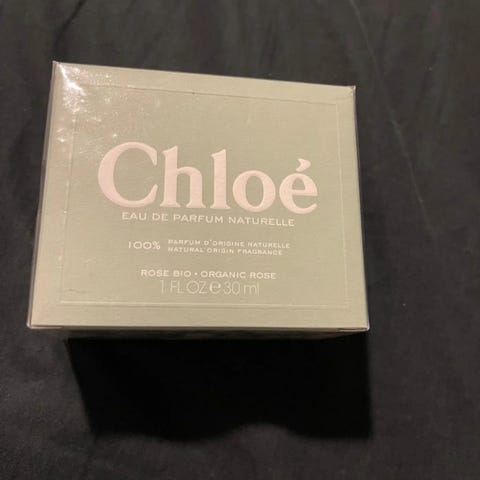 Chloé
EAU DE PARFUM NATURELLE
100% PARFUM D'ORIGINE NATURELLE
NATURAL ORIGIN FRAGRANCE
ROSE BIO • ORGANIC ROSE
1 FL OZ ℮ 30 ml